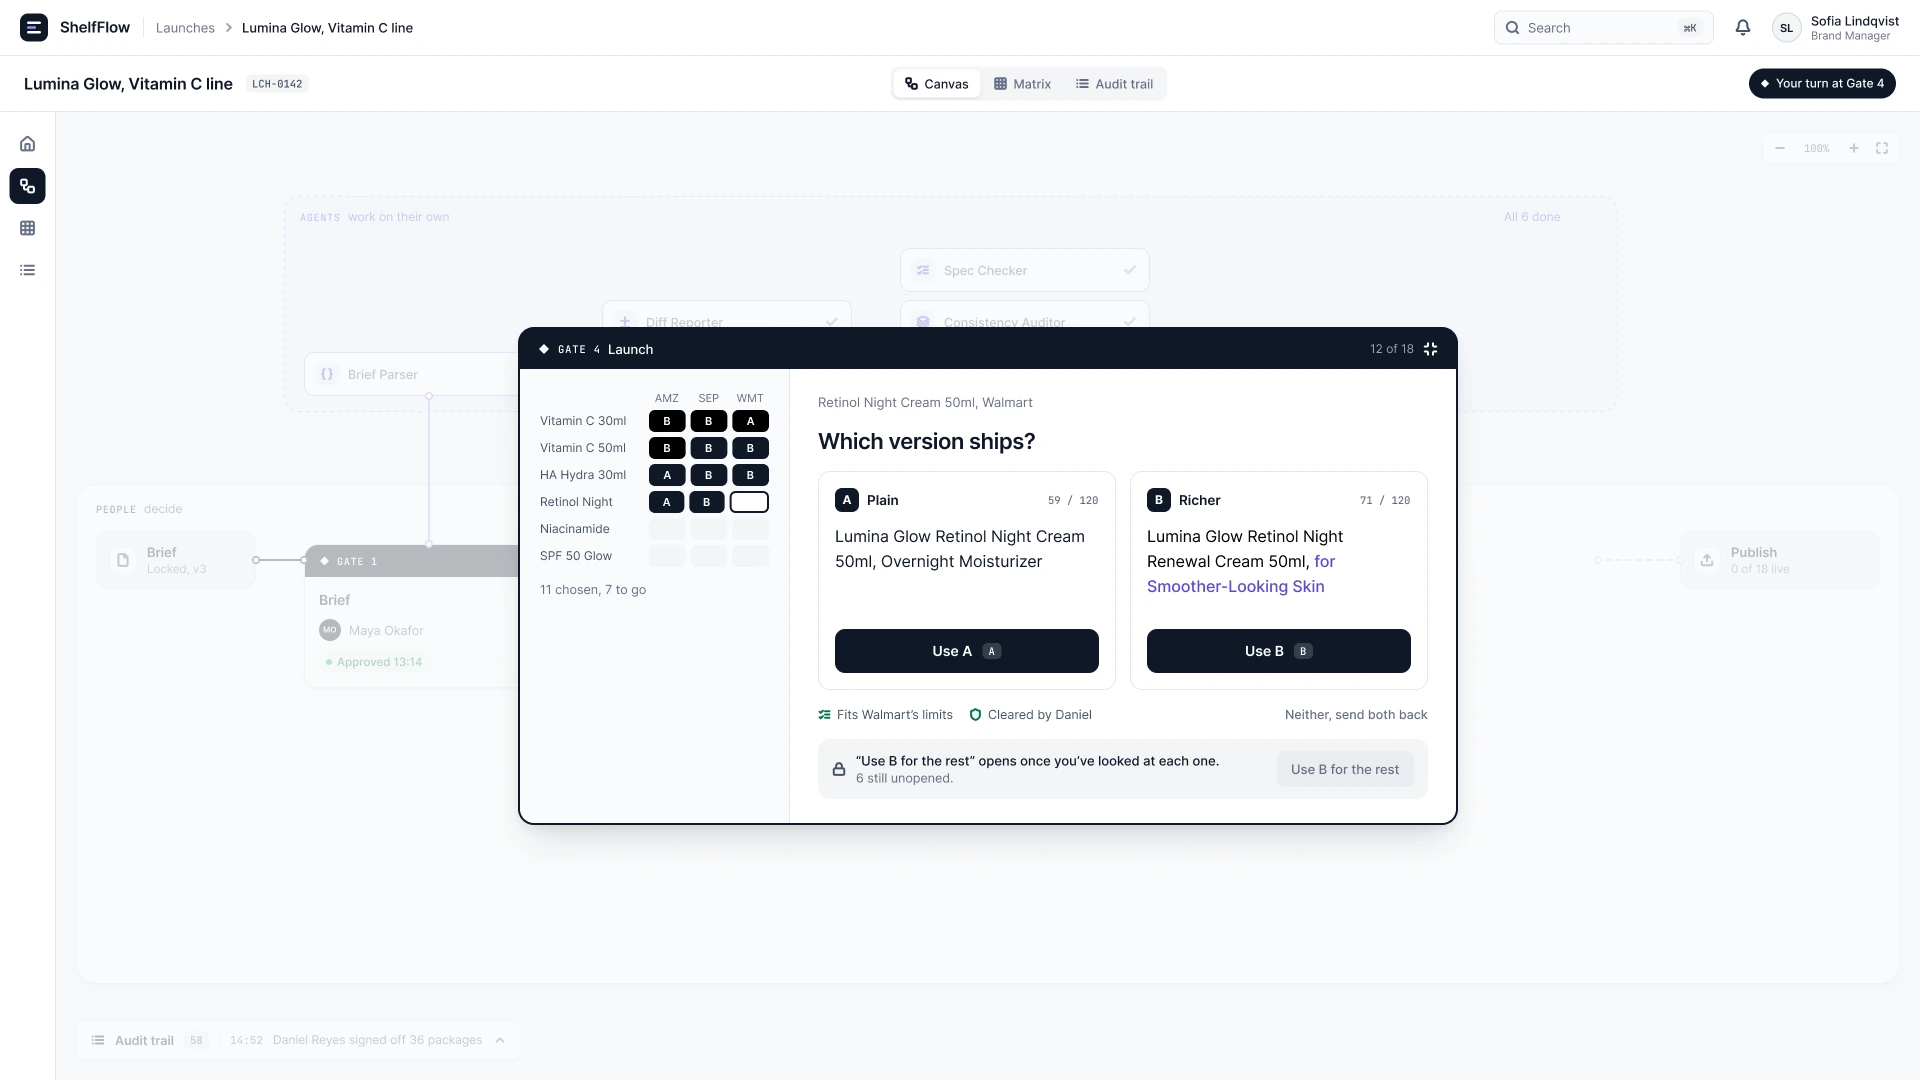 ShelfFlow
Launches > Lumina Glow, Vitamin C line
Search ⌘K
SL
Sofia Lindqvist
Brand Manager
Lumina Glow, Vitamin C line LCH-0142
Canvas Matrix Audit trail
Your turn at Gate 4
100%
AGENTS work on their own All 6 done
Spec Checker
Diff Reporter
Consistency Auditor
Brief Parser
PEOPLE decide
Brief
Locked, v3
GATE 1
Brief
MO Maya Okafor
Approved 13:14
Publish
0 of 18 live
GATE 4 Launch 12 of 18
AMZ SEP WMT
Vitamin C 30ml B B A
Vitamin C 50ml B B B
HA Hydra 30ml A B B
Retinol Night A B
Niacinamide
SPF 50 Glow
11 chosen, 7 to go
Retinol Night Cream 50ml, Walmart
Which version ships?
A Plain 59 / 120
Lumina Glow Retinol Night Cream
50ml, Overnight Moisturizer
Use A A
B Richer 71 / 120
Lumina Glow Retinol Night
Renewal Cream 50ml, for
Smoother-Looking Skin
Use B B
Fits Walmart’s limits Cleared by Daniel Neither, send both back
“Use B for the rest” opens once you’ve looked at each one.
6 still unopened.
Use B for the rest
Audit trail 58 14:52 Daniel Reyes signed off 36 packages